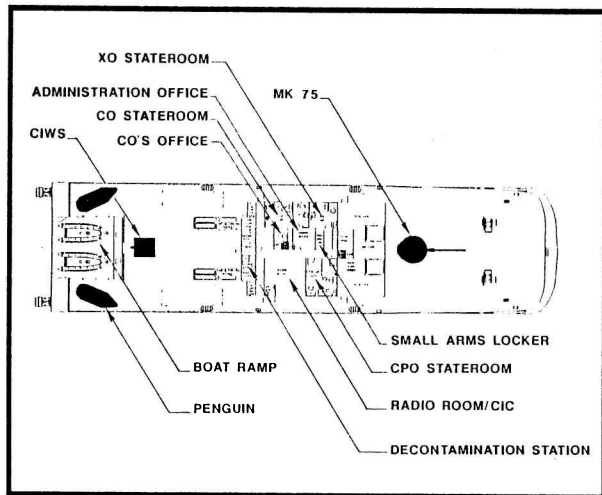 XO STATEROOM
ADMINISTRATION OFFICE
MK 75
CO STATEROOM
CIWS
CO'S OFFICE
SMALL ARMS LOCKER
BOAT RAMP
CPO STATEROOM
PENGUIN
RADIO ROOM/CIC
DECONTAMINATION STATION